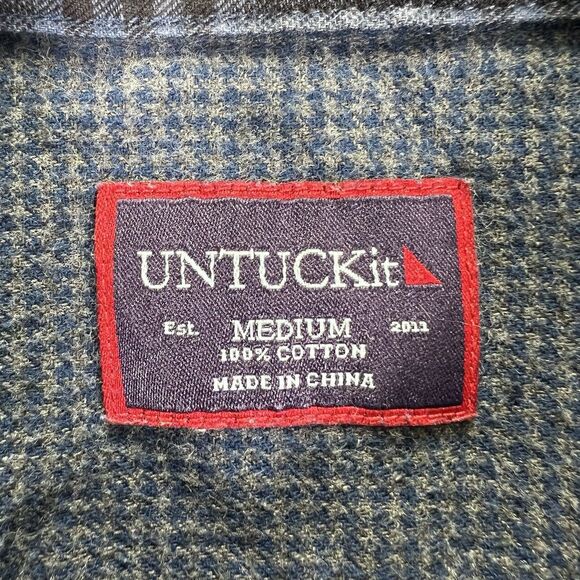 UNTUCKit
Est. MEDIUM 2011
100% COTTON
MADE IN CHINA